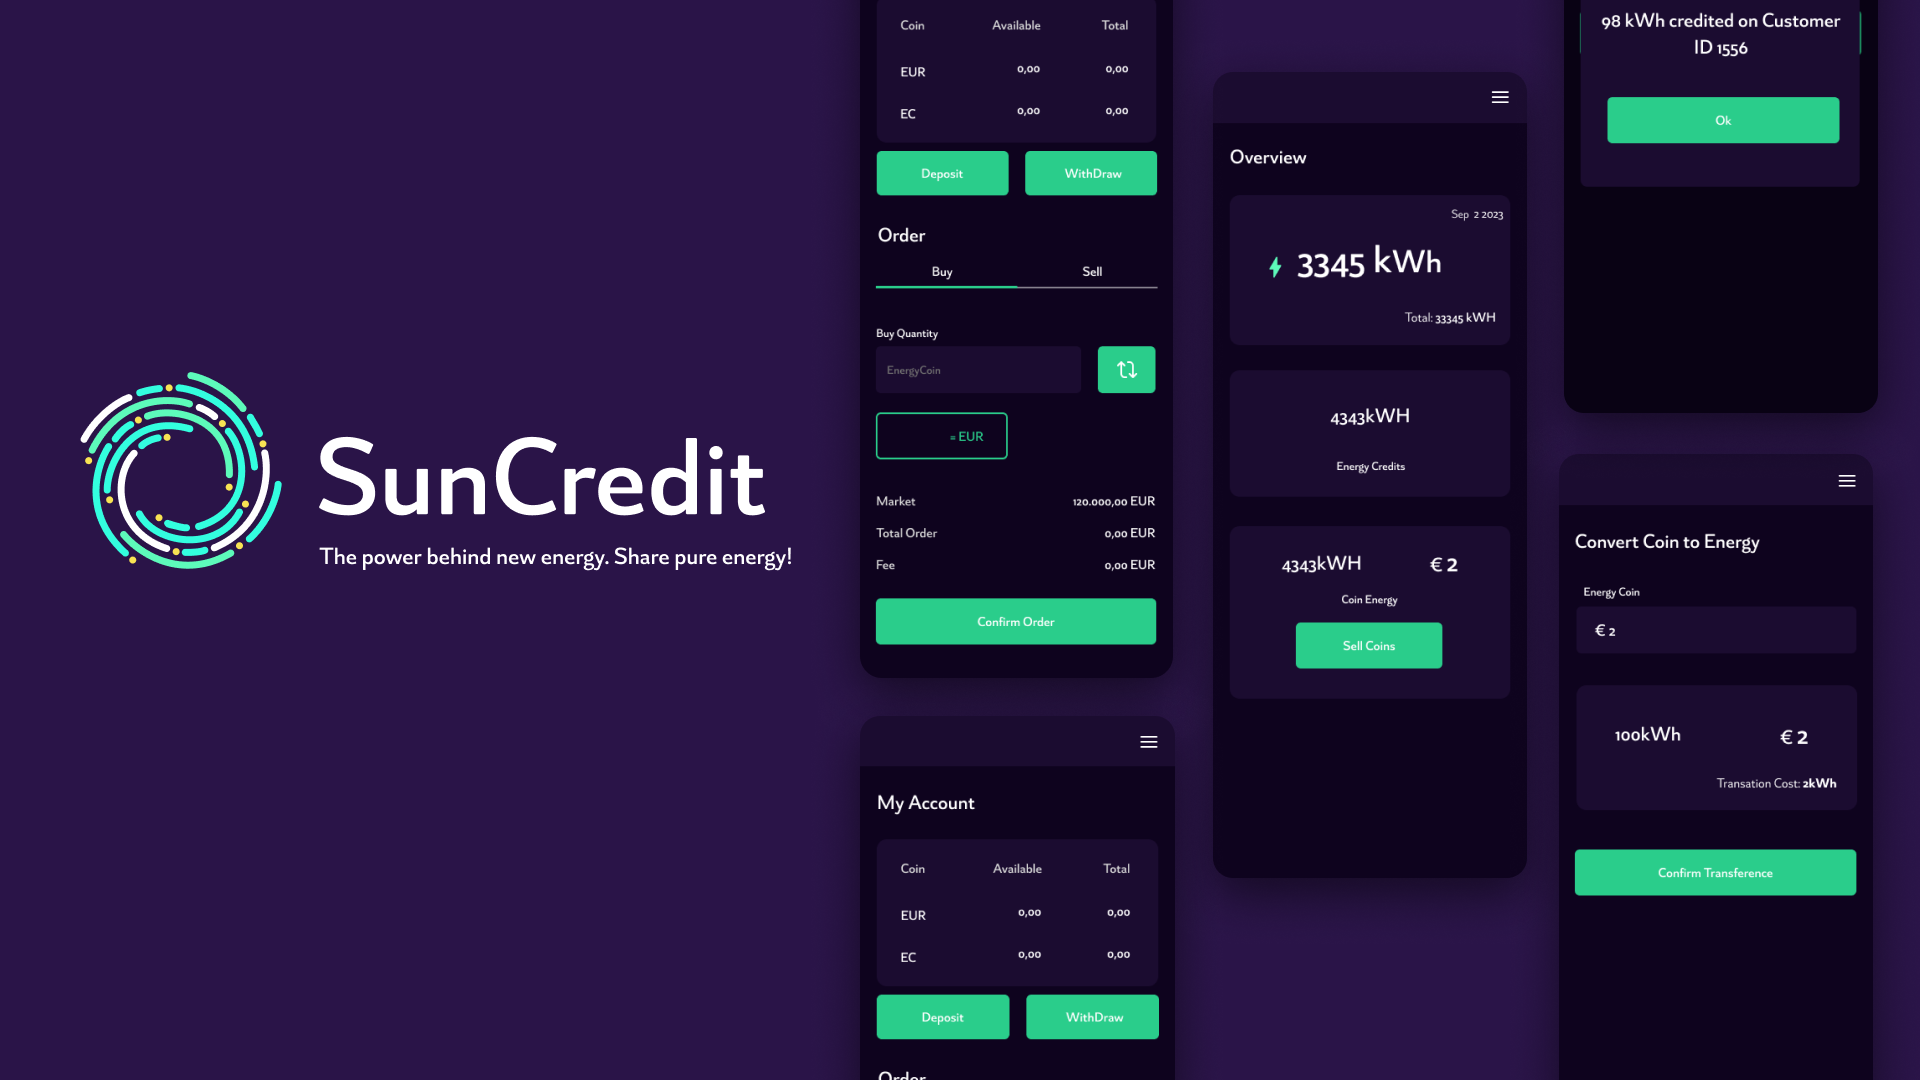 SunCredit
The power behind new energy. Share pure energy!
Coin Available Total
EUR 0,00 0,00
EC 0,00 0,00
Deposit WithDraw
Order
Buy Sell
Buy Quantity
EnergyCoin
= EUR
Market 120.000,00 EUR
Total Order 0,00 EUR
Fee 0,00 EUR
Confirm Order
My Account
Coin Available Total
EUR 0,00 0,00
EC 0,00 0,00
Deposit WithDraw
Order
Overview
Sep 2 2023
3345 kWh
Total: 33345 kWH
4343kWH
Energy Credits
4343kWH € 2
Coin Energy
Sell Coins
98 kWh credited on Customer
ID 1556
Ok
Convert Coin to Energy
Energy Coin
€ 2
100kWh € 2
Transation Cost: 2kWh
Confirm Transference